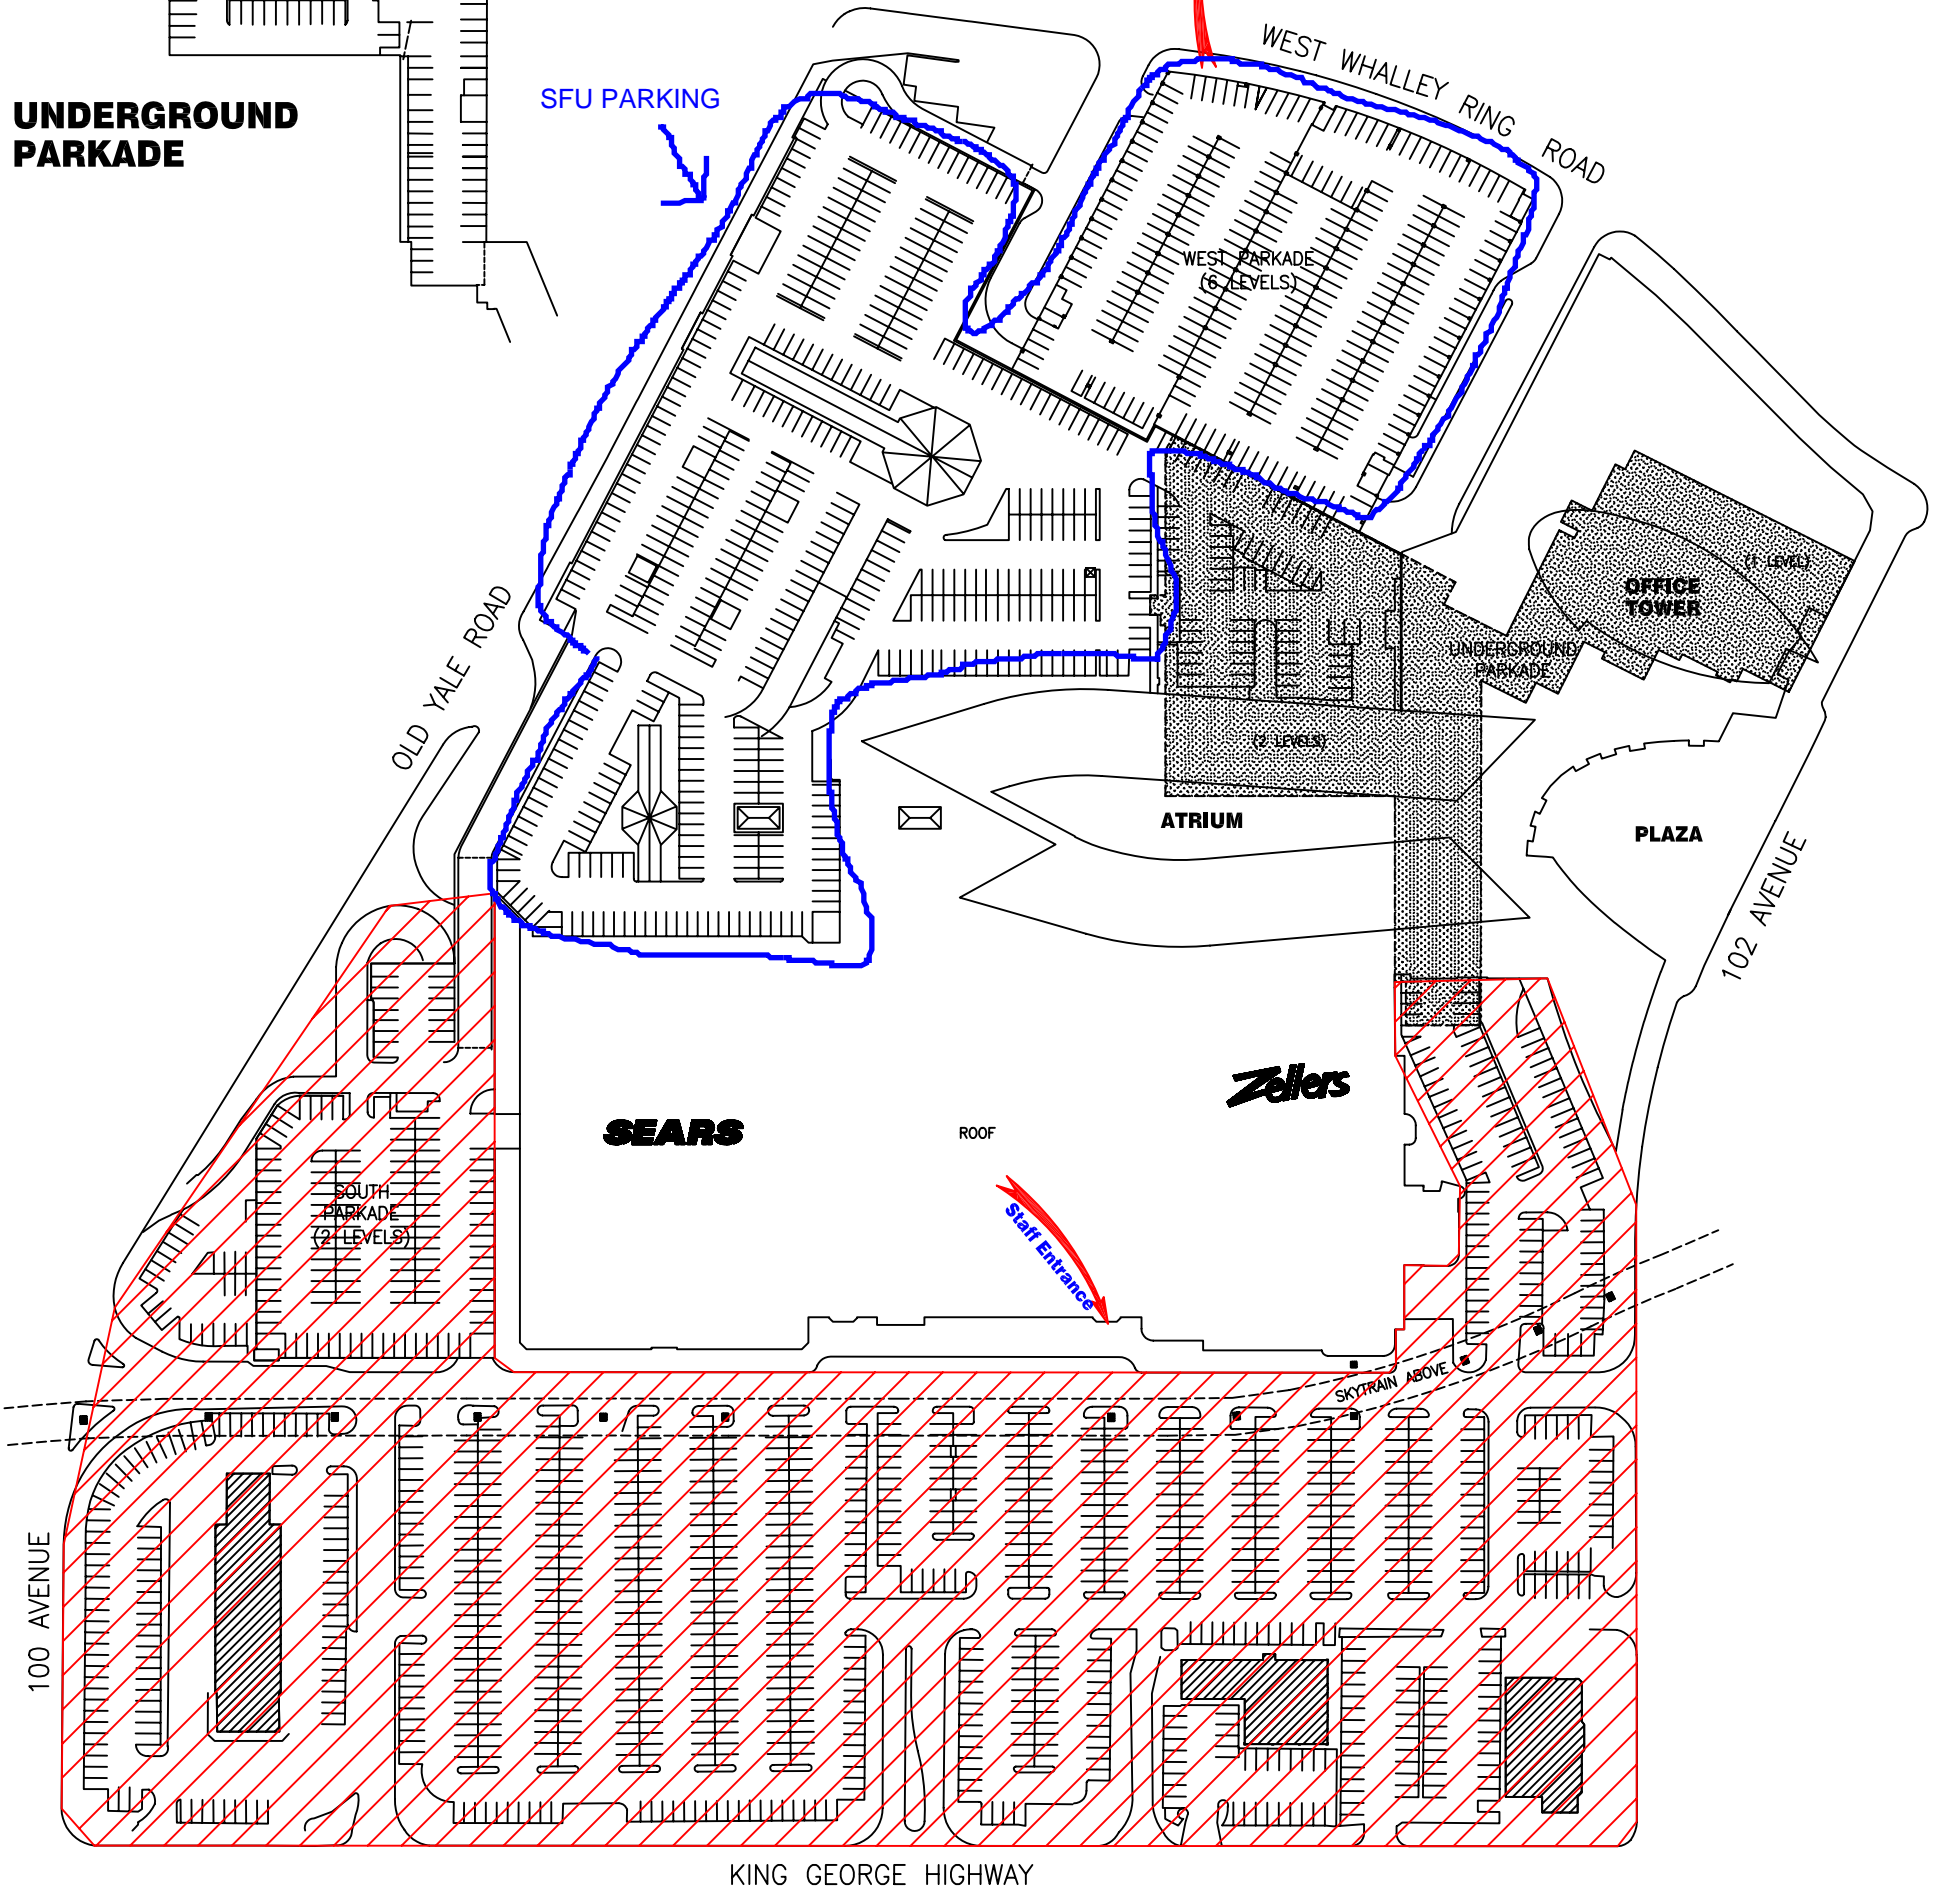 WEST WHALLEY RING ROAD
SFU PARKING
UNDERGROUND
PARKADE
WEST PARKADE
(6 LEVELS)
(1 LEVEL)
OFFICE
TOWER
OLD YALE ROAD
UNDERGROUND
PARKADE
(2 LEVELS)
ATRIUM
PLAZA
102 AVENUE
Zellers
SEARS
ROOF
SOUTH
PARKADE
(2 LEVELS)
Staff Entrance
SKYTRAIN ABOVE
100 AVENUE
KING GEORGE HIGHWAY